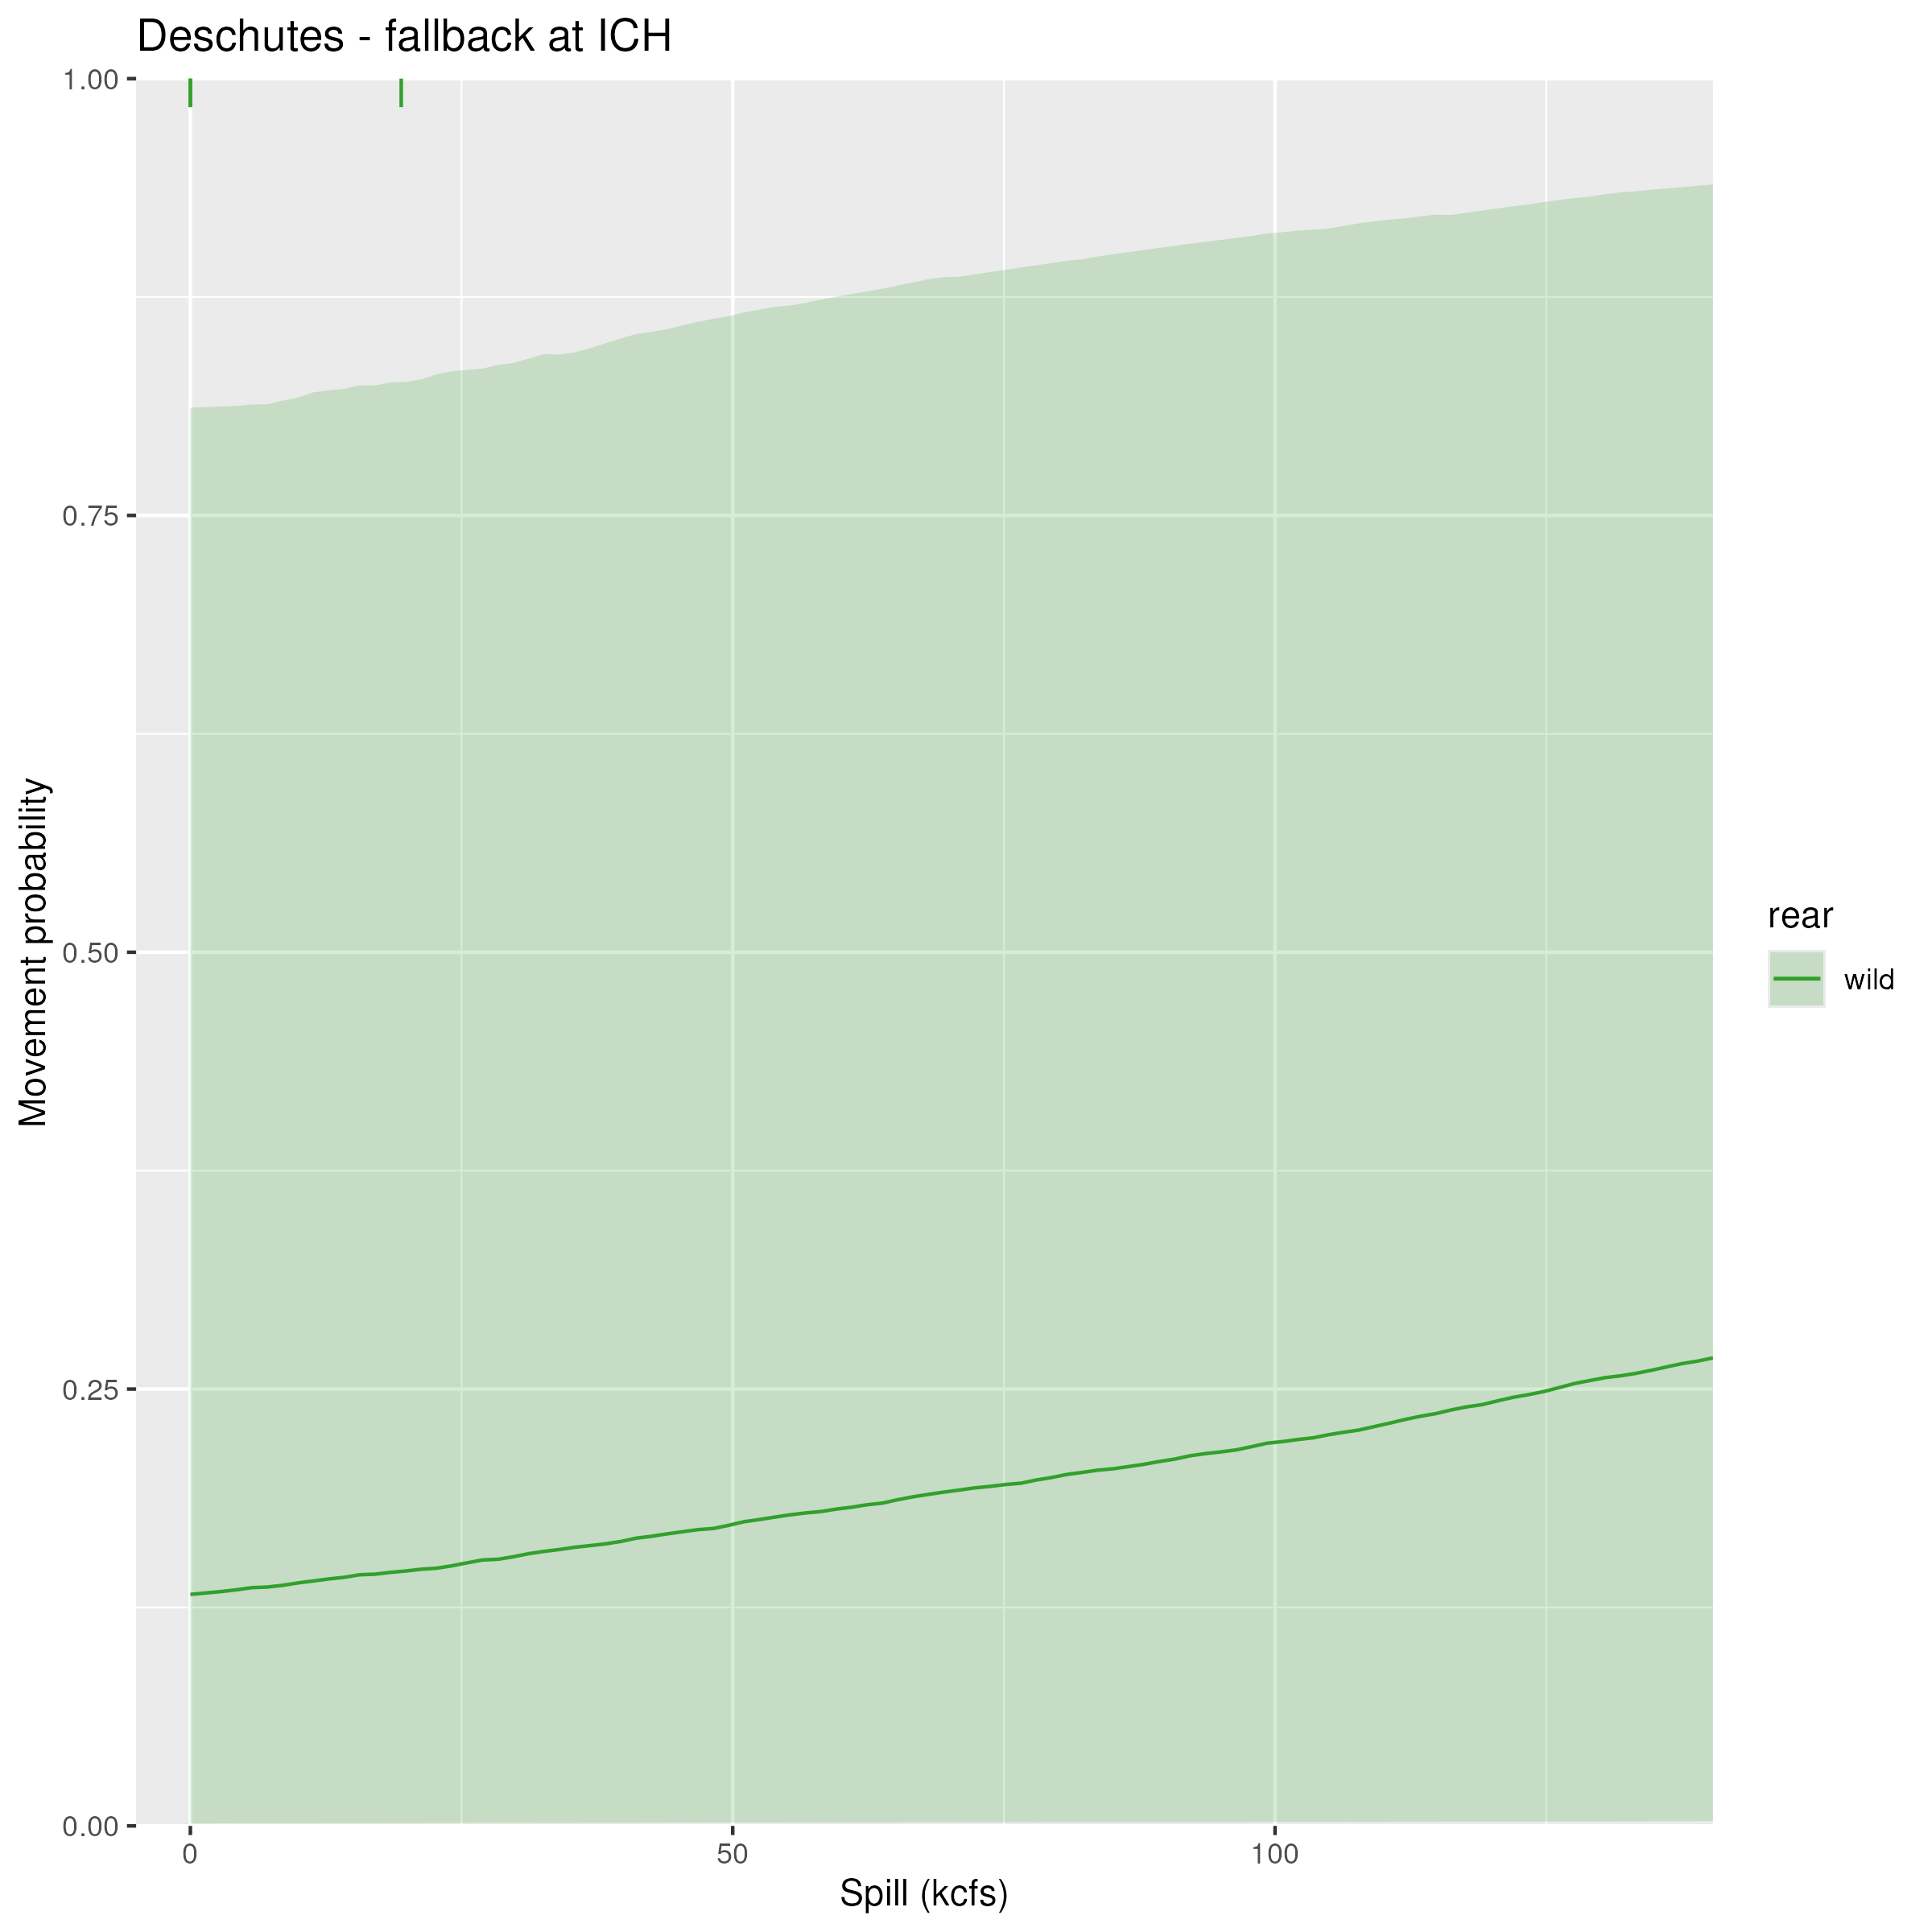 Deschutes - fallback at ICH
1.00
0.75
0.50
0.25
0.00
Movement probability
0
50
100
Spill (kcfs)
rear
wild